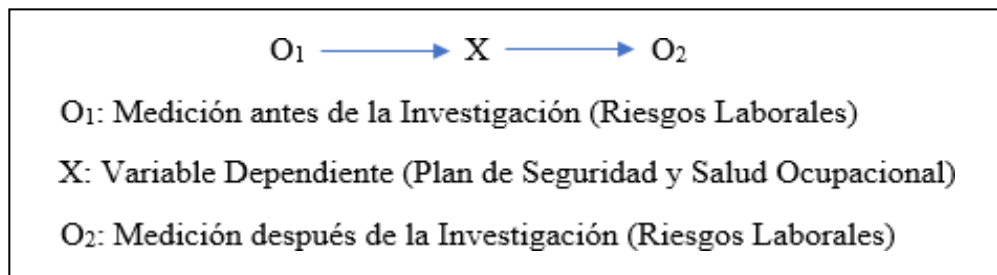 O₁ → X → O₂
O₁: Medición antes de la Investigación (Riesgos Laborales)
X: Variable Dependiente (Plan de Seguridad y Salud Ocupacional)
O₂: Medición después de la Investigación (Riesgos Laborales)